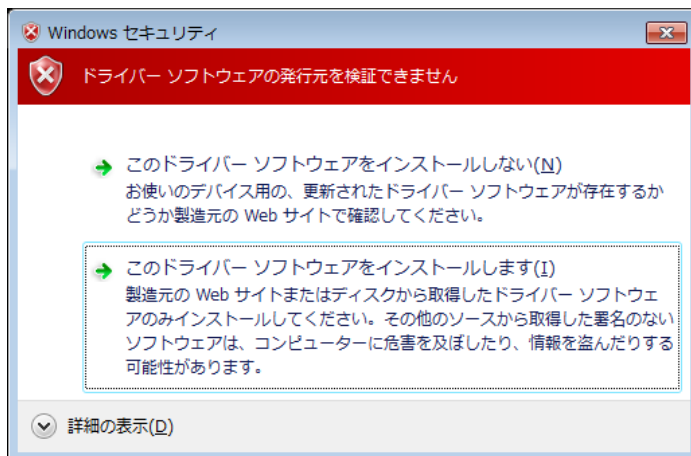 Windows セキュリティ
ドライバー ソフトウェアの発行元を検証できません
このドライバー ソフトウェアをインストールしない(N)
お使いのデバイス用の、更新されたドライバー ソフトウェアが存在するか
どうか製造元の Web サイトで確認してください。
このドライバー ソフトウェアをインストールします(I)
製造元の Web サイトまたはディスクから取得したドライバー ソフトウェ
アのみインストールしてください。その他のソースから取得した署名のない
ソフトウェアは、コンピューターに危害を及ぼしたり、情報を盗んだりする
可能性があります。
詳細の表示(D)